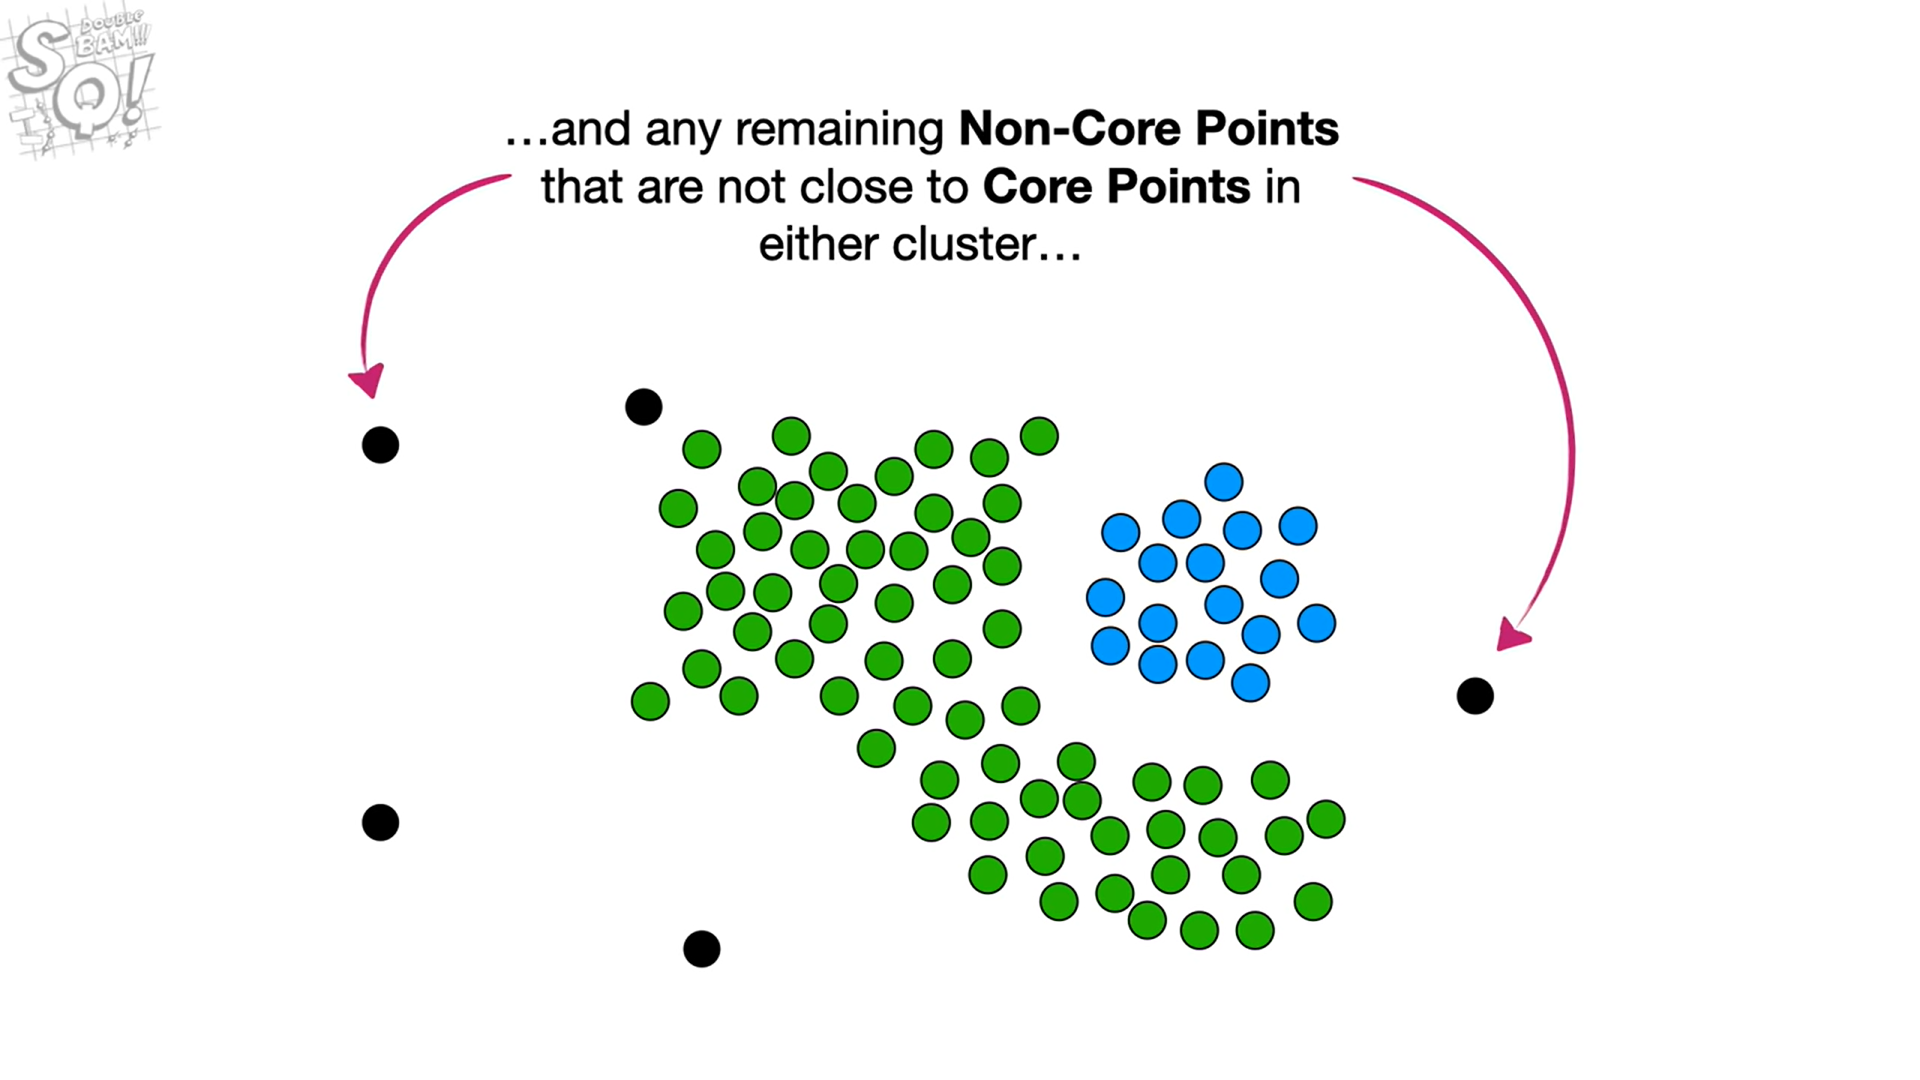 DOUBLE
BAM!!!
SQ!
…and any remaining Non-Core Points
that are not close to Core Points in
either cluster…